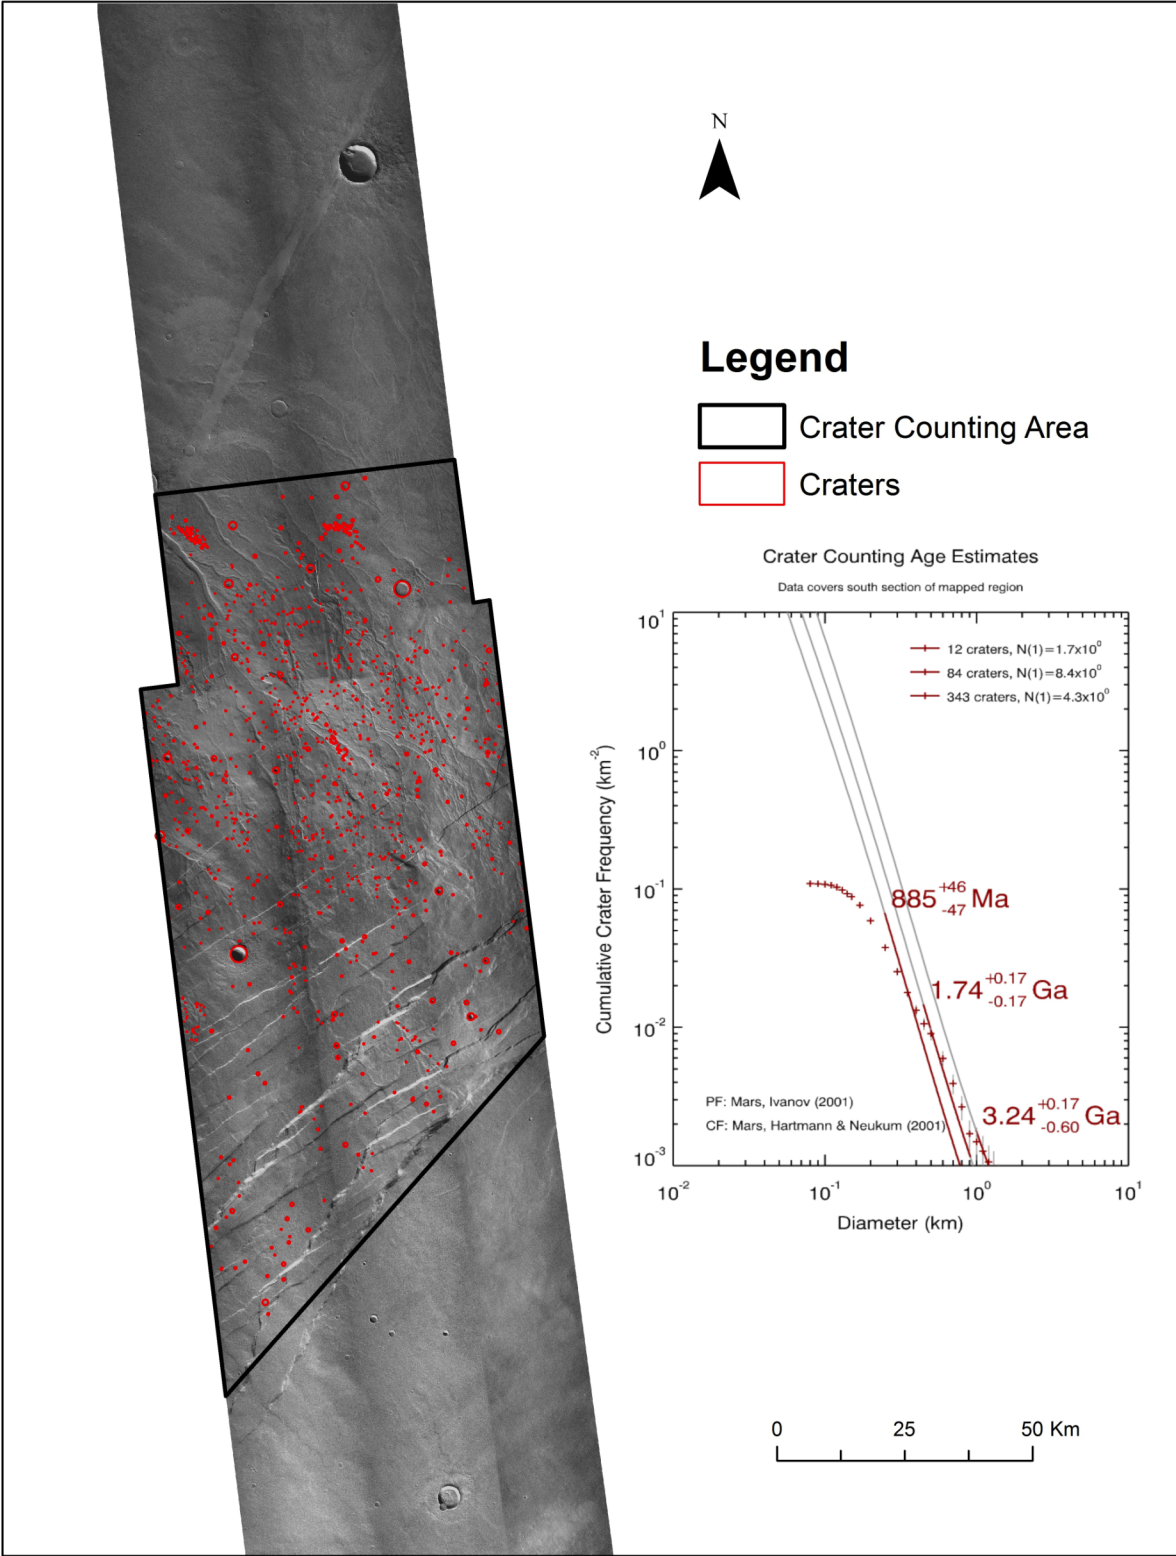 N
Legend
Crater Counting Area
Craters
Crater Counting Age Estimates
Data covers south section of mapped region
10¹
10⁰
10⁻¹
10⁻²
10⁻³
Cumulative Crater Frequency (km⁻²)
12 craters, N(1)=1.7x10⁰
84 craters, N(1)=8.4x10⁰
343 craters, N(1)=4.3x10⁰
885 +46 -47 Ma
1.74 +0.17 -0.17 Ga
3.24 +0.17 -0.60 Ga
PF: Mars, Ivanov (2001)
CF: Mars, Hartmann & Neukum (2001)
10⁻² 10⁻¹ 10⁰ 10¹
Diameter (km)
0 25 50 Km